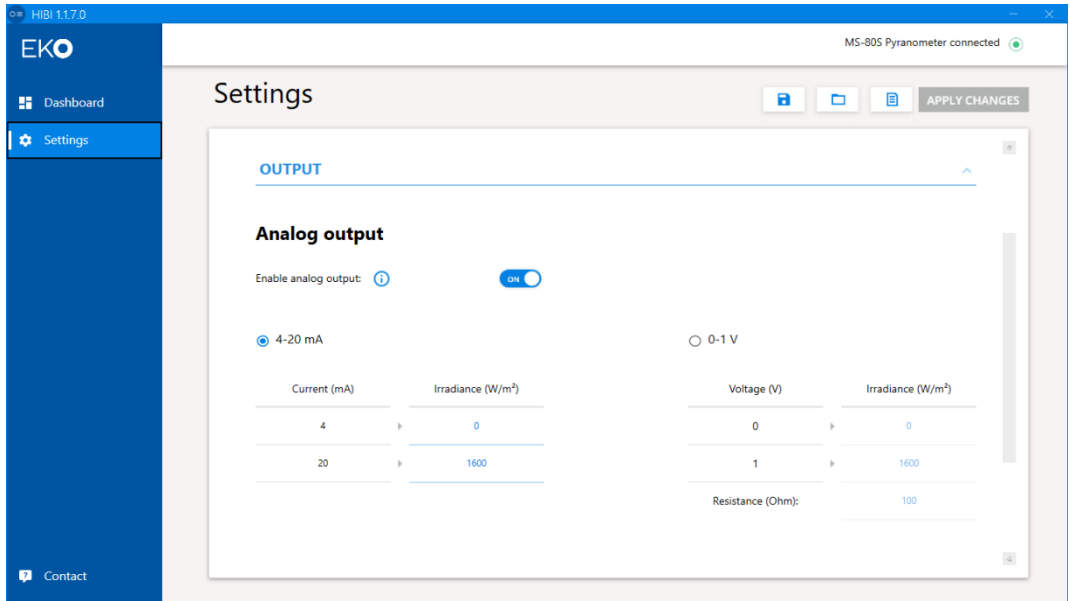 HIBI 1.1.7.0
EKO
MS-80S Pyranometer connected
Dashboard
Settings
Settings
APPLY CHANGES
OUTPUT
Analog output
Enable analog output: i ON
4-20 mA 0-1 V
Current (mA) Irradiance (W/m²) Voltage (V) Irradiance (W/m²)
4 0 0 0
20 1600 1 1600
Resistance (Ohm): 100
? Contact